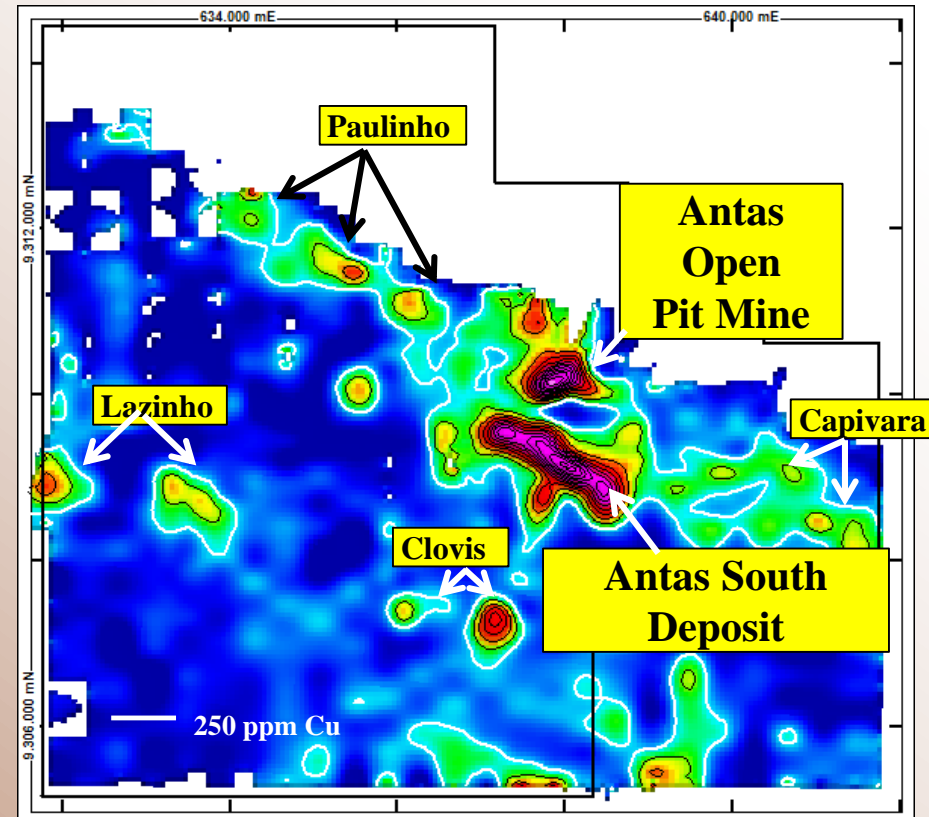 634.000 mE
640.000 mE
Paulinho
9.312.000 mN
Antas
Open
Pit Mine
Lazinho
Capivara
Clovis
Antas South
Deposit
9.306.000 mN
250 ppm Cu